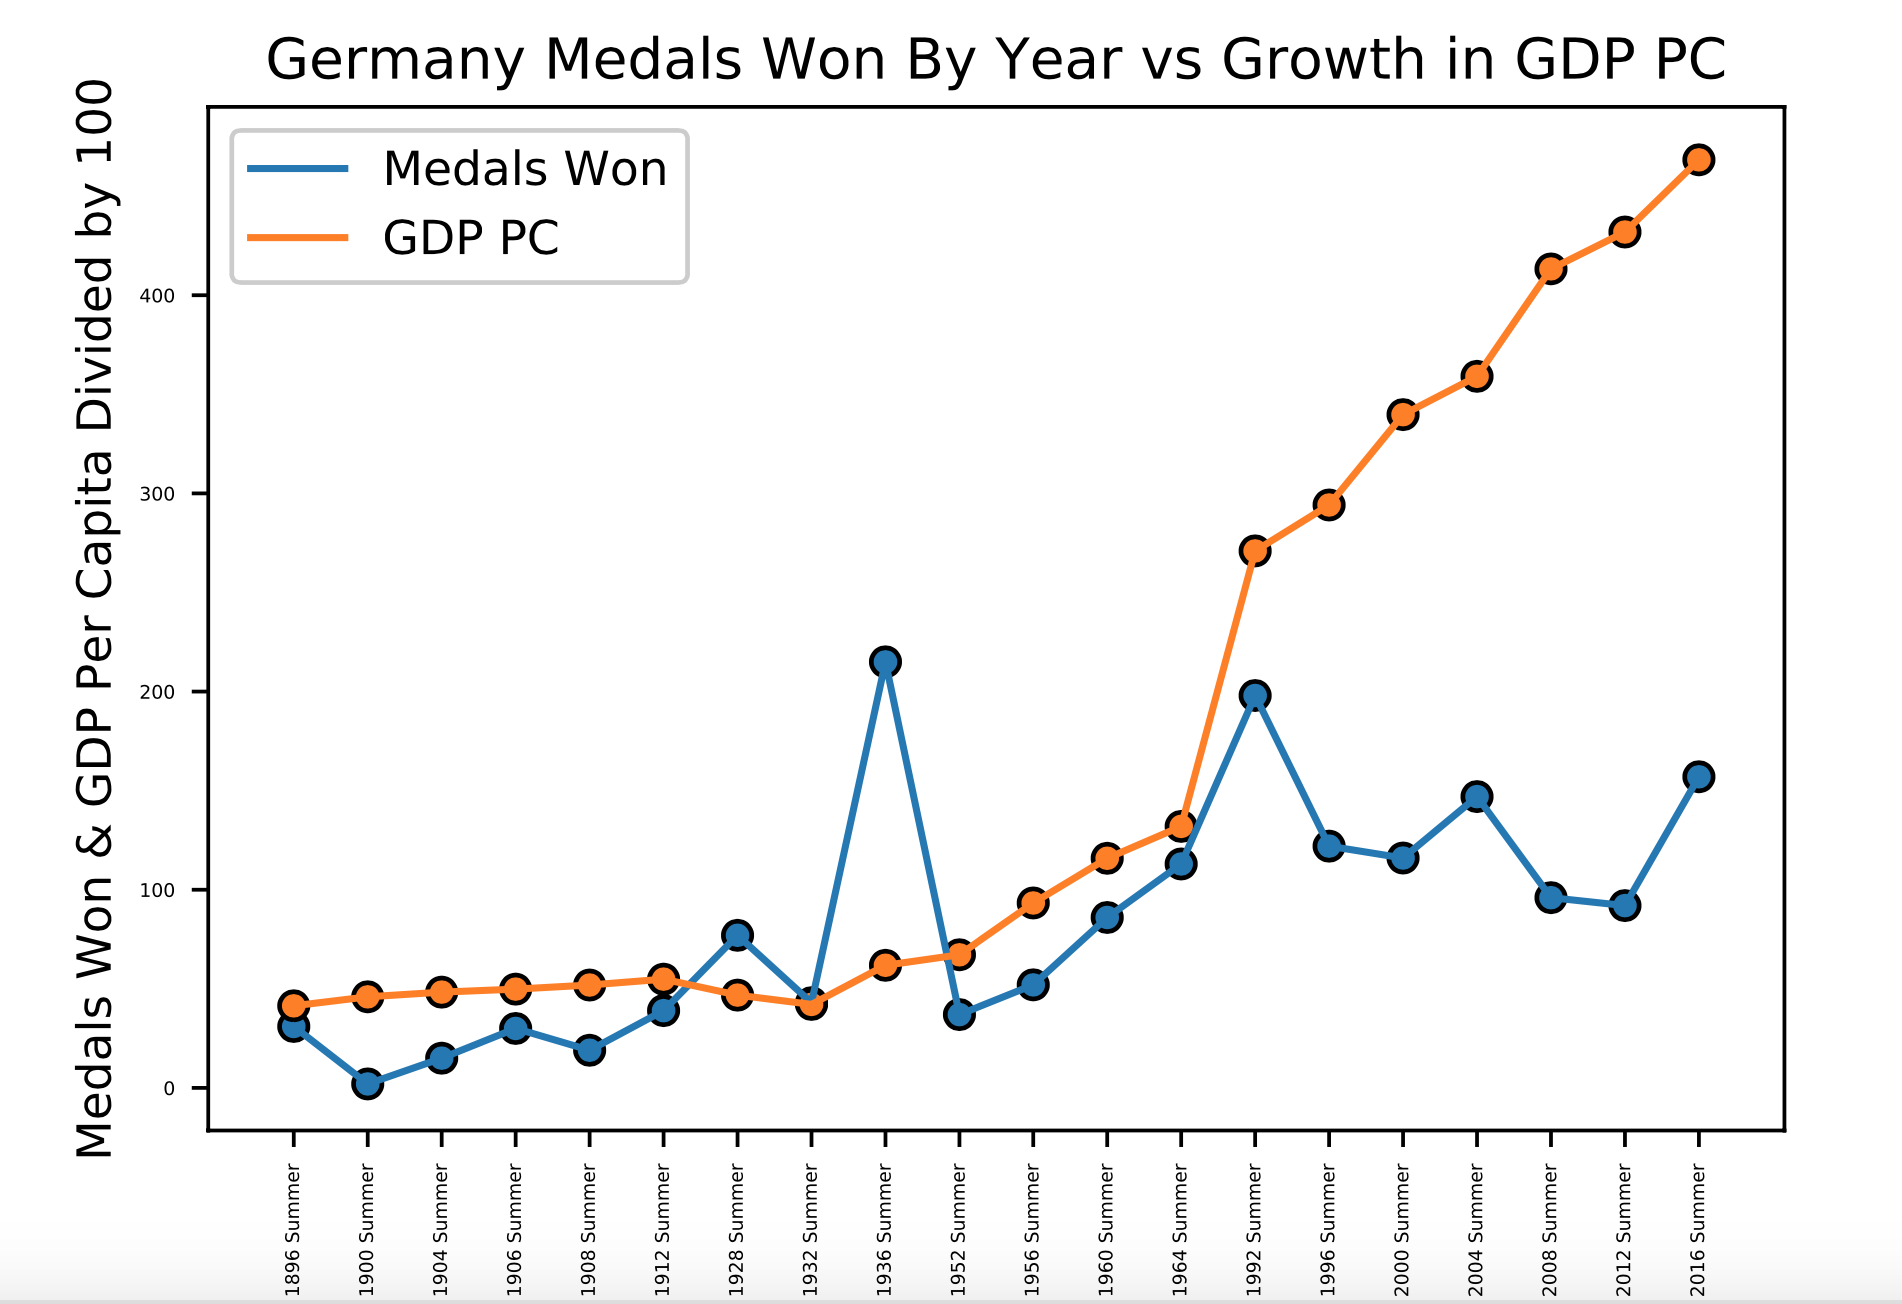 Germany Medals Won By Year vs Growth in GDP PC
Medals Won & GDP Per Capita Divided by 100
Medals Won
GDP PC
400
300
200
100
0
1896 Summer
1900 Summer
1904 Summer
1906 Summer
1908 Summer
1912 Summer
1928 Summer
1932 Summer
1936 Summer
1952 Summer
1956 Summer
1960 Summer
1964 Summer
1992 Summer
1996 Summer
2000 Summer
2004 Summer
2008 Summer
2012 Summer
2016 Summer